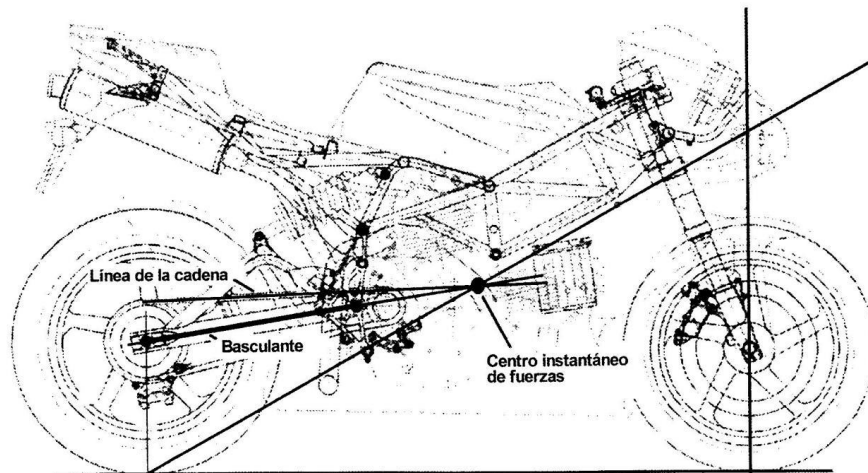 Línea de la cadena
Basculante
Centro instantáneo
de fuerzas